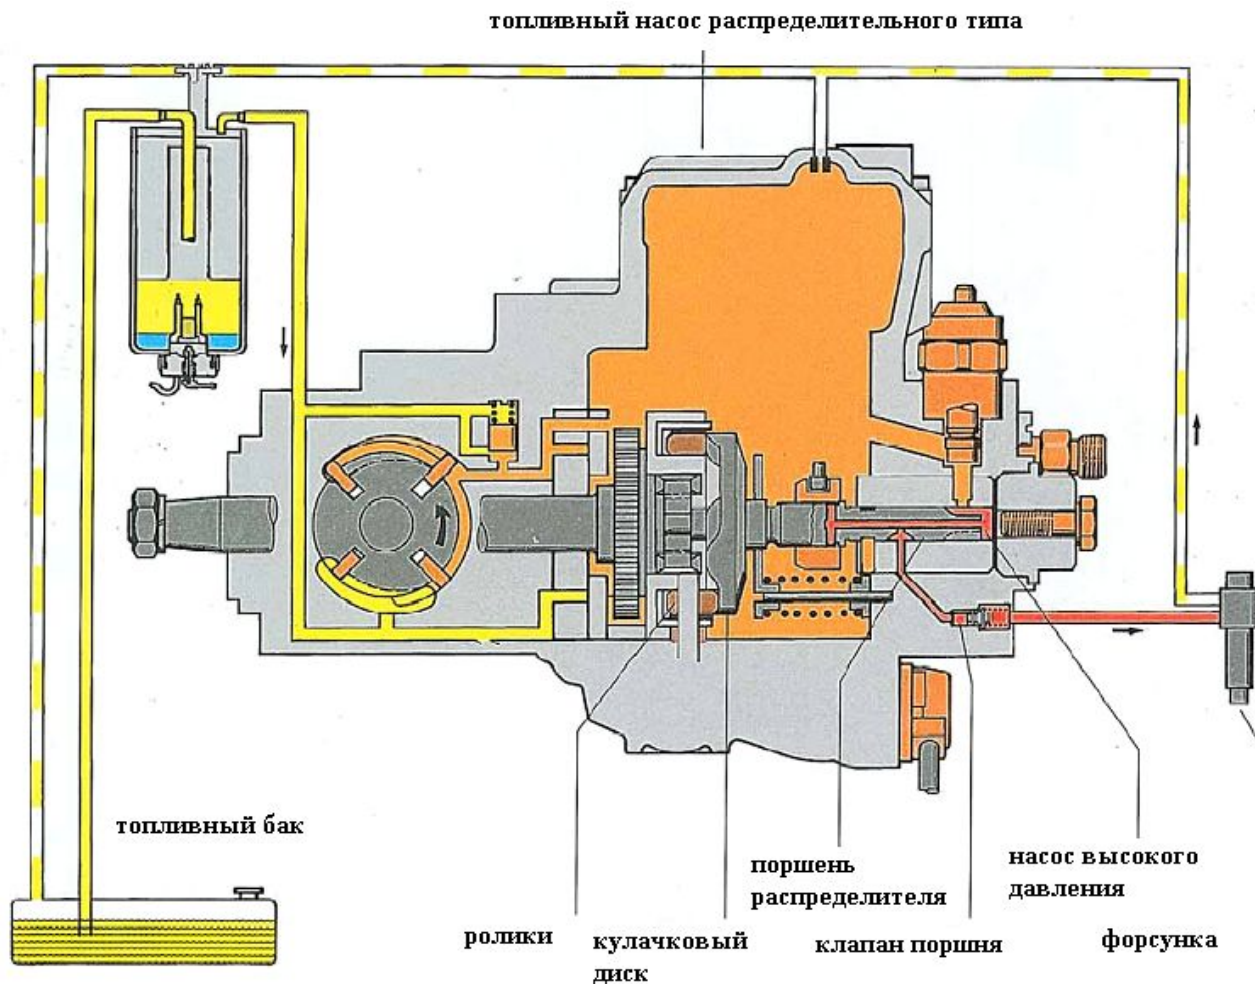 топливный насос распределительного типа
топливный бак
поршень
распределителя
насос высокого
давления
ролики
кулачковый
диск
клапан поршня
форсунка